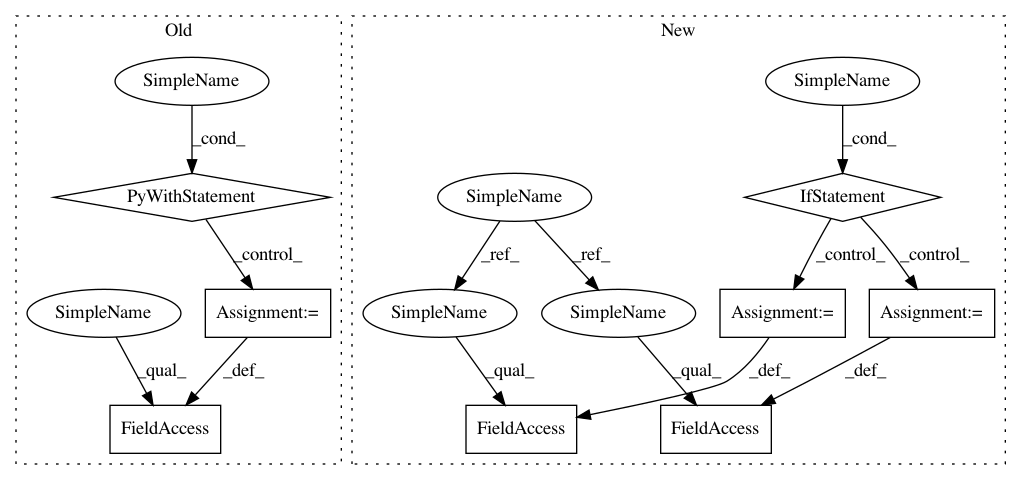 Old
New
SimpleName
SimpleName
_cond_
_cond_
PyWithStatement
SimpleName
IfStatement
_control_
_ref_
_ref_
_control_
_control_
SimpleName
Assignment:=
SimpleName
SimpleName
Assignment:=
Assignment:=
_qual_
_def_
_qual_
_qual_
_def_
_def_
FieldAccess
FieldAccess
FieldAccess